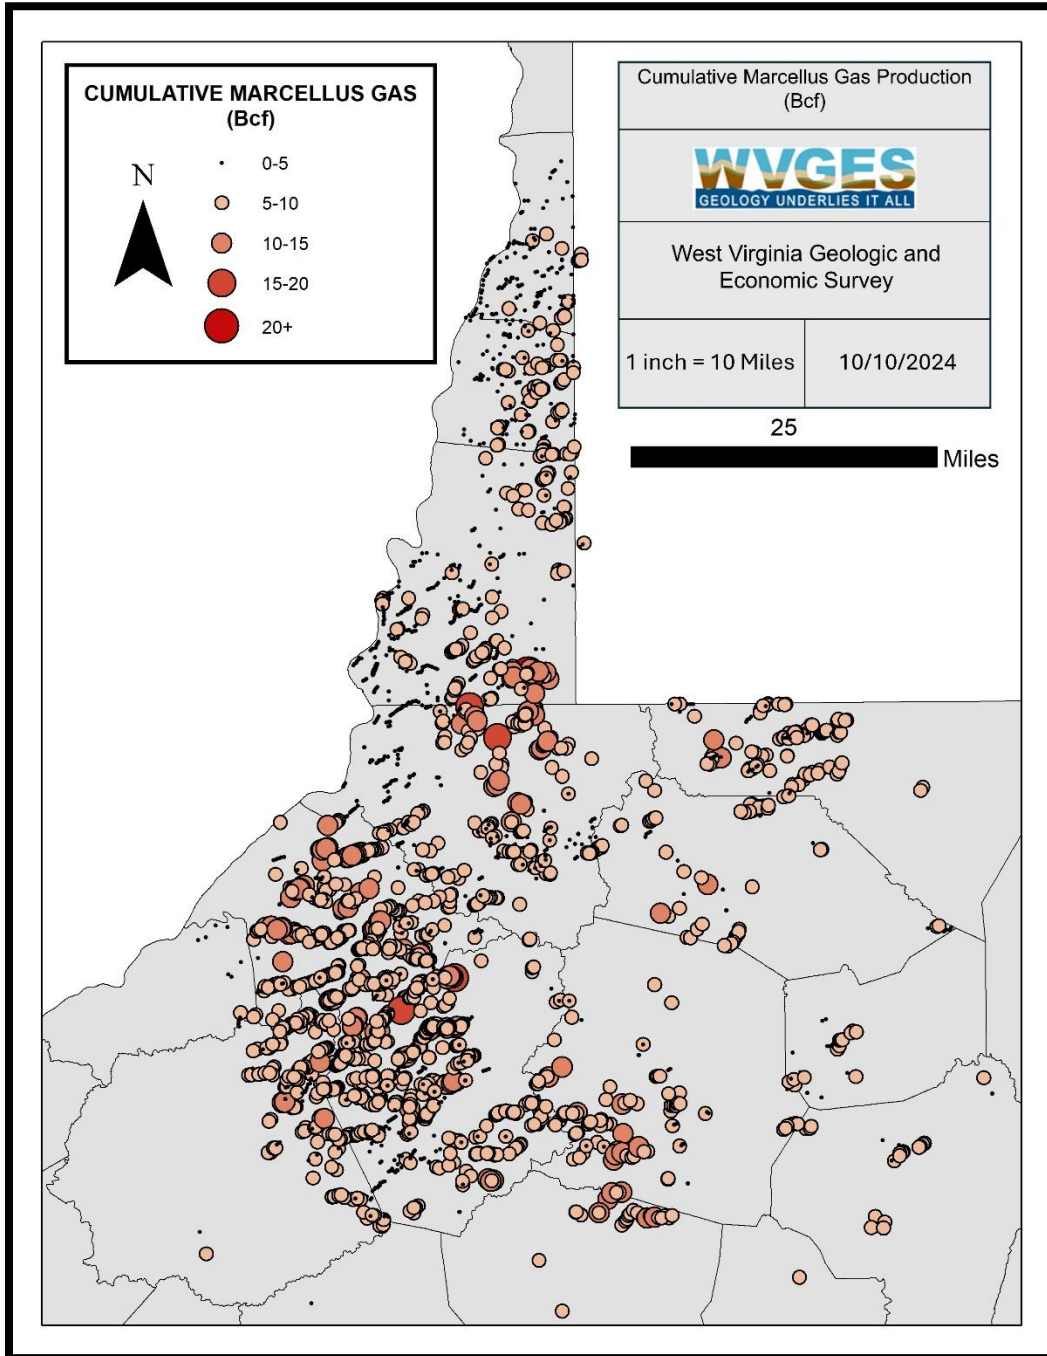 CUMULATIVE MARCELLUS GAS
(Bcf)
N
0-5
5-10
10-15
15-20
20+
Cumulative Marcellus Gas Production
(Bcf)
WVGES
GEOLOGY UNDERLIES IT ALL
West Virginia Geologic and
Economic Survey
1 inch = 10 Miles
10/10/2024
25
Miles